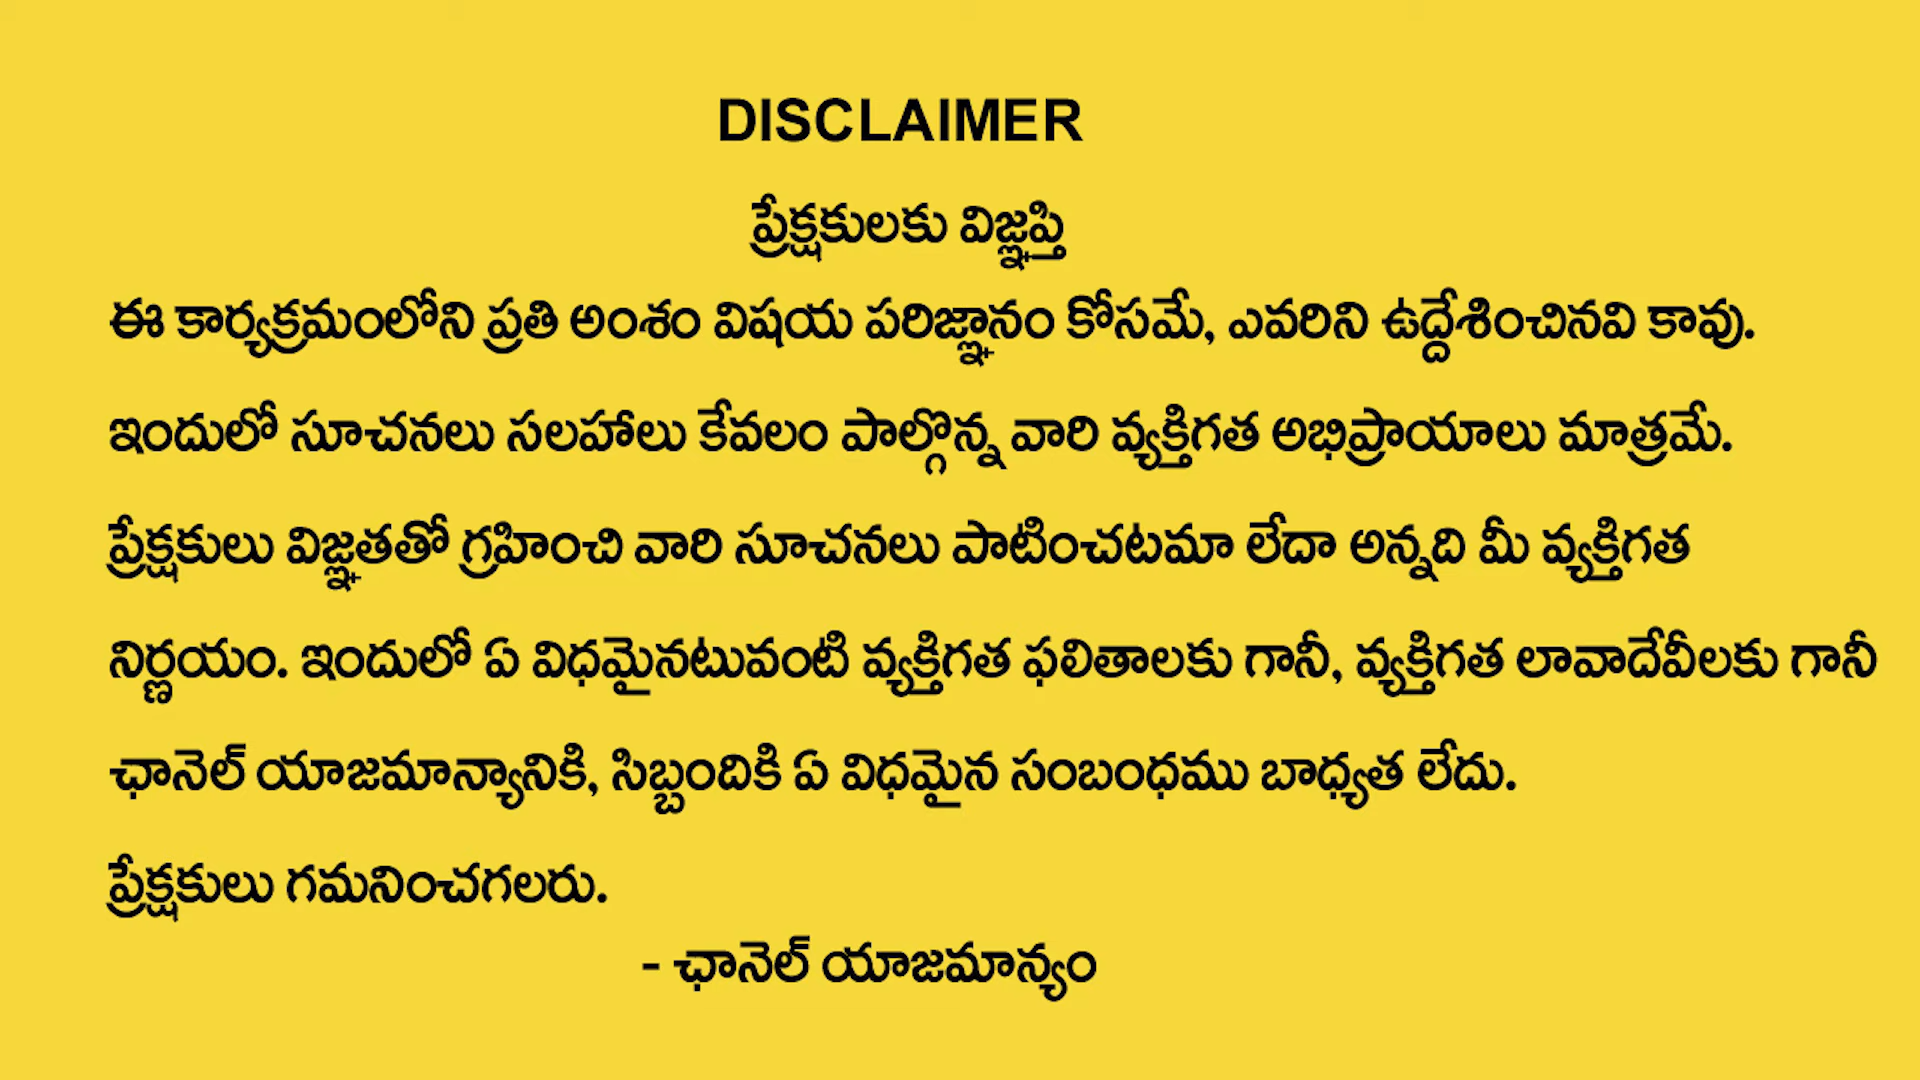 DISCLAIMER
ప్రేక్షకులకు విజ్ఞప్తి
ఈ కార్యక్రమంలోని ప్రతి అంశం విషయ పరిజ్ఞానం కోసమే, ఎవరిని ఉద్దేశించినవి కావు.
ఇందులో సూచనలు సలహాలు కేవలం పాల్గొన్న వారి వ్యక్తిగత అభిప్రాయాలు మాత్రమే.
ప్రేక్షకులు విజ్ఞతతో గ్రహించి వారి సూచనలు పాటించటమా లేదా అన్నది మీ వ్యక్తిగత
నిర్ణయం. ఇందులో ఏ విధమైనటువంటి వ్యక్తిగత ఫలితాలకు గానీ, వ్యక్తిగత లావాదేవీలకు గానీ
ఛానెల్ యాజమాన్యానికి, సిబ్బందికి ఏ విధమైన సంబంధము బాధ్యత లేదు.
ప్రేక్షకులు గమనించగలరు.
- ఛానెల్ యాజమాన్యం